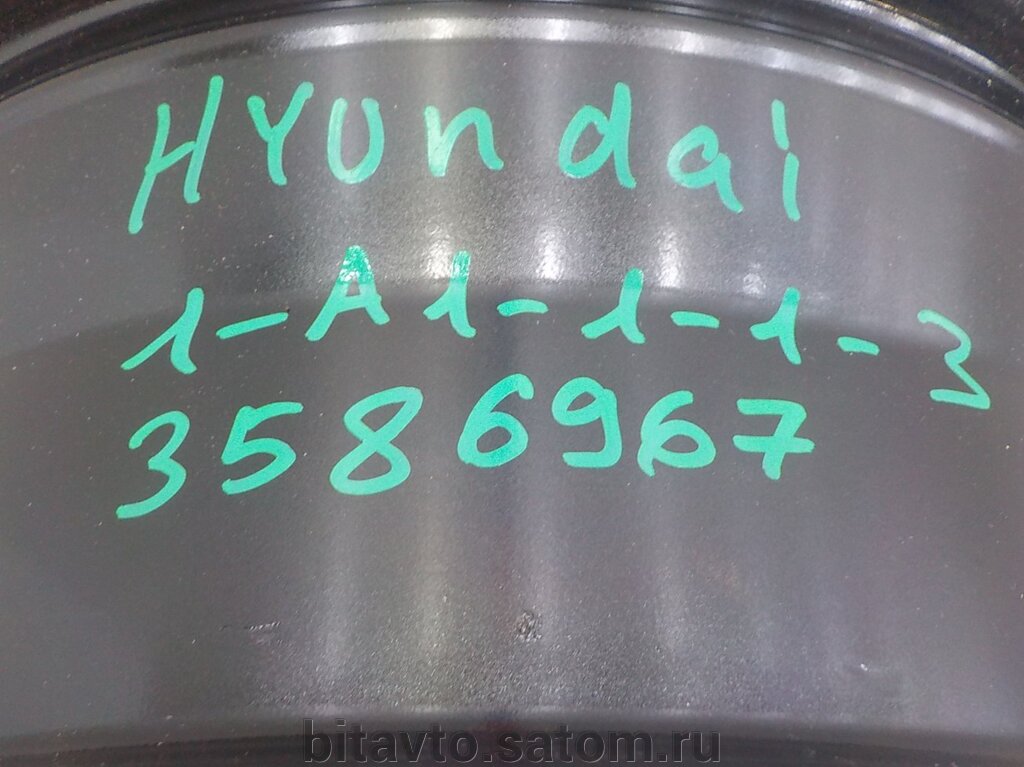 HYUndai
1-A1-1-1-3
3586967
bitavto.satom.ru